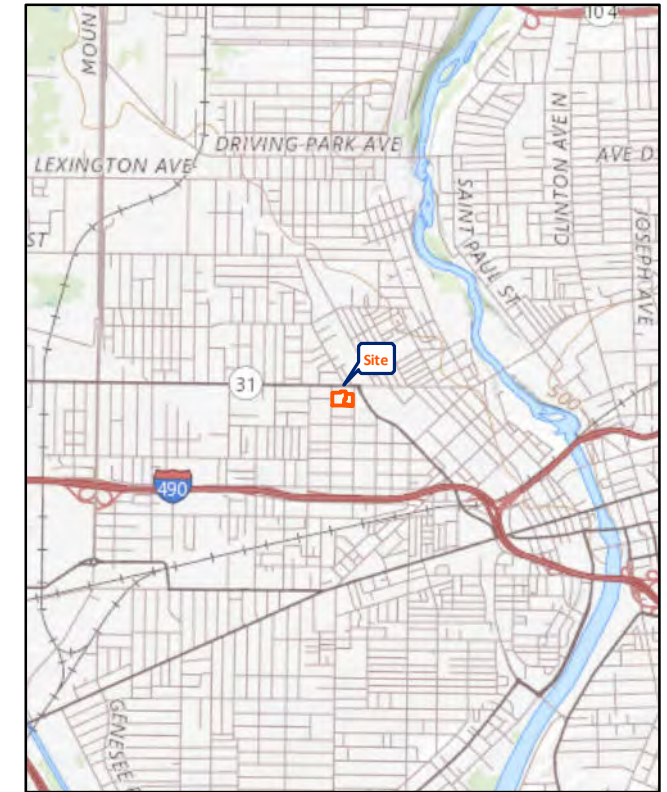 104
MOUN
DRIVING PARK AVE
LEXINGTON AVE
AVE D
CLINTON AVE N
SAINT PAUL ST
JOSEPH AVE
ST
Site
31
500
490
GENESEE